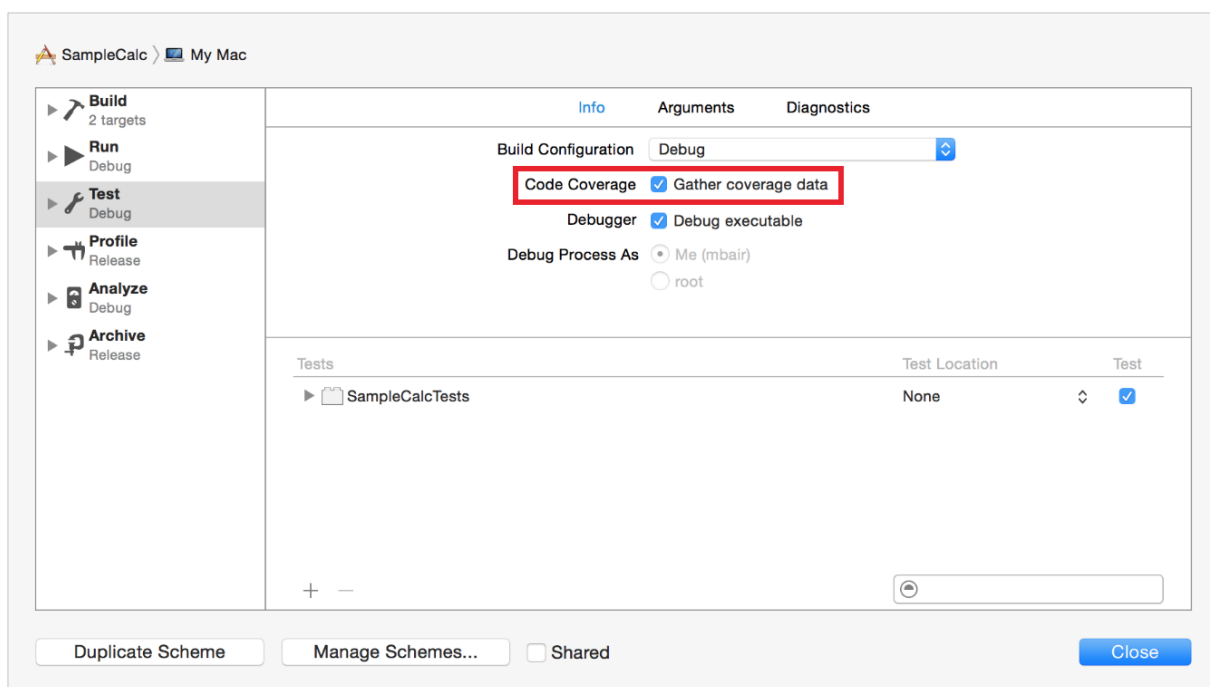 SampleCalc My Mac
Build
2 targets
Run
Debug
Test
Debug
Profile
Release
Analyze
Debug
Archive
Release
Info Arguments Diagnostics
Build Configuration Debug
Code Coverage Gather coverage data
Debugger Debug executable
Debug Process As Me (mbair)
root
Tests Test Location Test
SampleCalcTests None
Duplicate Scheme Manage Schemes... Shared Close